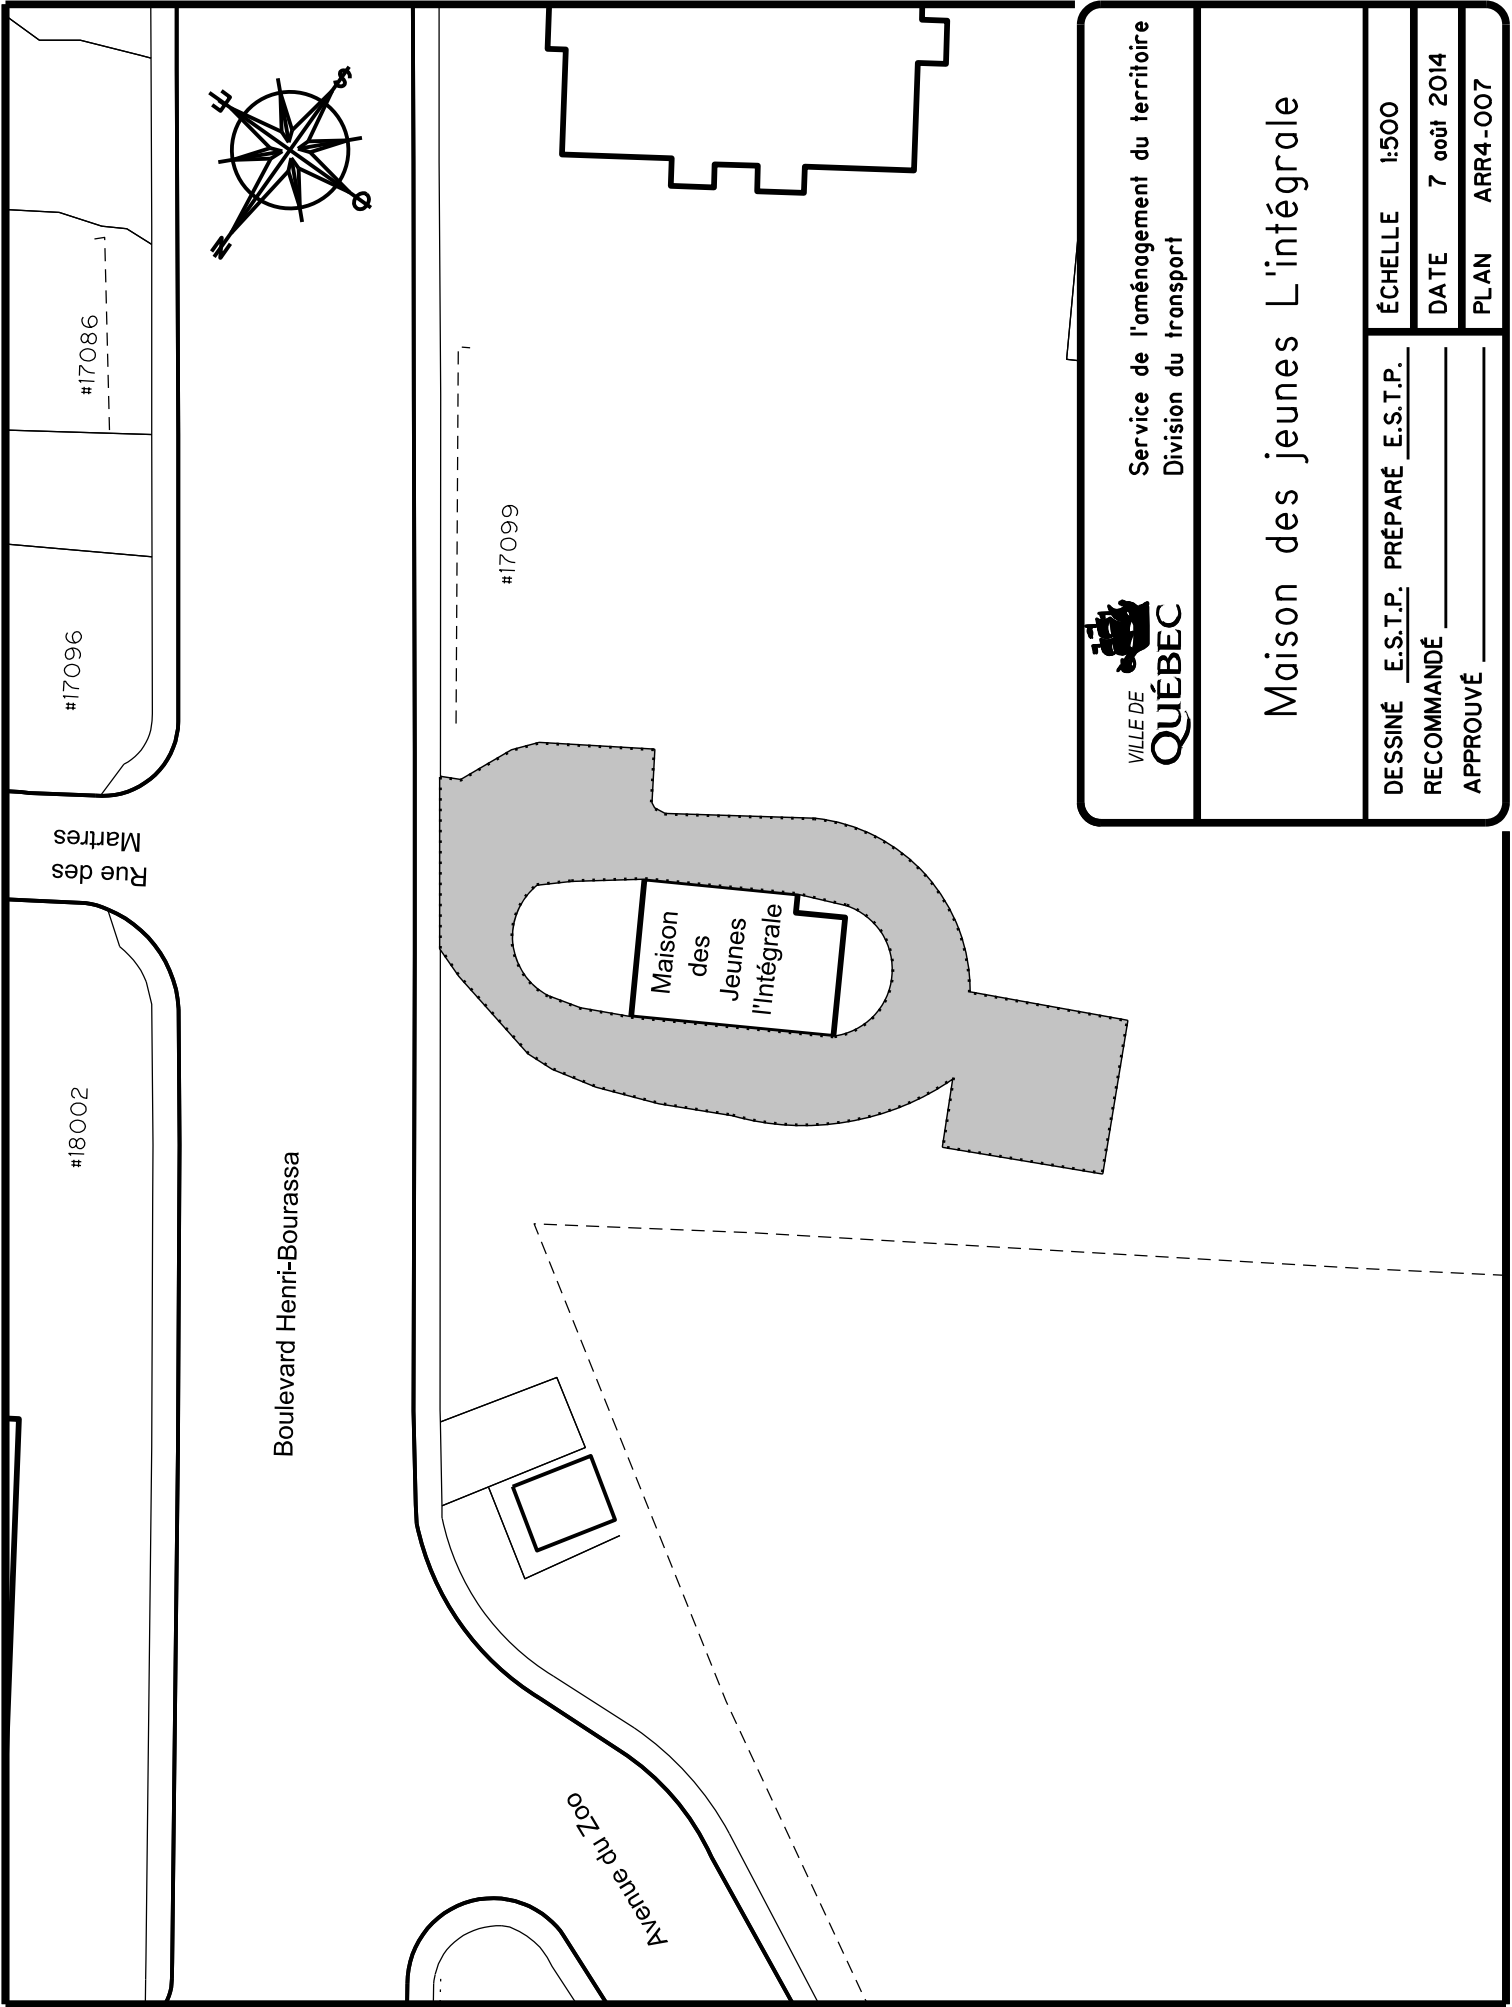 #17086
#17096
Rue des
Martres
#18002
Boulevard Henri-Bourassa
#17099
Maison
des
Jeunes
l'Intégrale
Avenue du Zoo
N
E
S
O
VILLE DE
QUÉBEC
Service de l'aménagement du territoire
Division du transport
Maison des jeunes L'intégrale
DESSINÉ E.S.T.P. PRÉPARÉ E.S.T.P.
RECOMMANDÉ
APPROUVÉ
ÉCHELLE 1:500
DATE 7 août 2014
PLAN ARR4-007